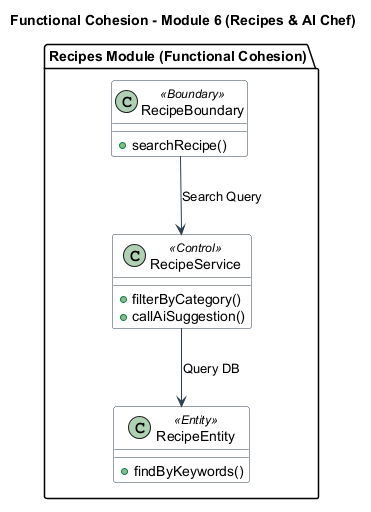 Functional Cohesion - Module 6 (Recipes & AI Chef)
Recipes Module (Functional Cohesion)
C
«Boundary»
RecipeBoundary
searchRecipe()
Search Query
C
«Control»
RecipeService
filterByCategory()
callAiSuggestion()
Query DB
C
«Entity»
RecipeEntity
findByKeywords()